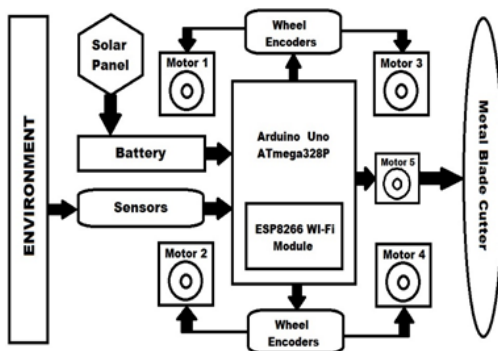 ENVIRONMENT
Solar
Panel
Battery
Sensors
Motor 1
Wheel
Encoders
Motor 3
Arduino Uno
ATmega328P
ESP8266 WI-Fi
Module
Motor 5
Metal Blade Cutter
Motor 2
Wheel
Encoders
Motor 4